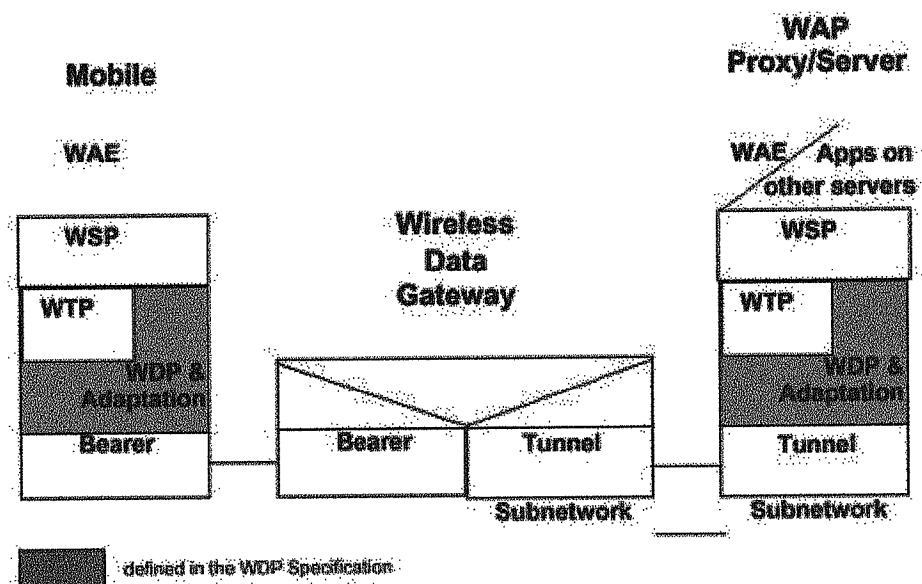 WAP
Proxy/Server
Mobile
WAE
WAE Apps on
other servers
WSP
Wireless
Data
Gateway
WSP
WTP
WTP
WDP &
Adaptation
WDP &
Adaptation
Bearer
Bearer
Tunnel
Tunnel
Subnetwork
Subnetwork
defined in the WDP Specification